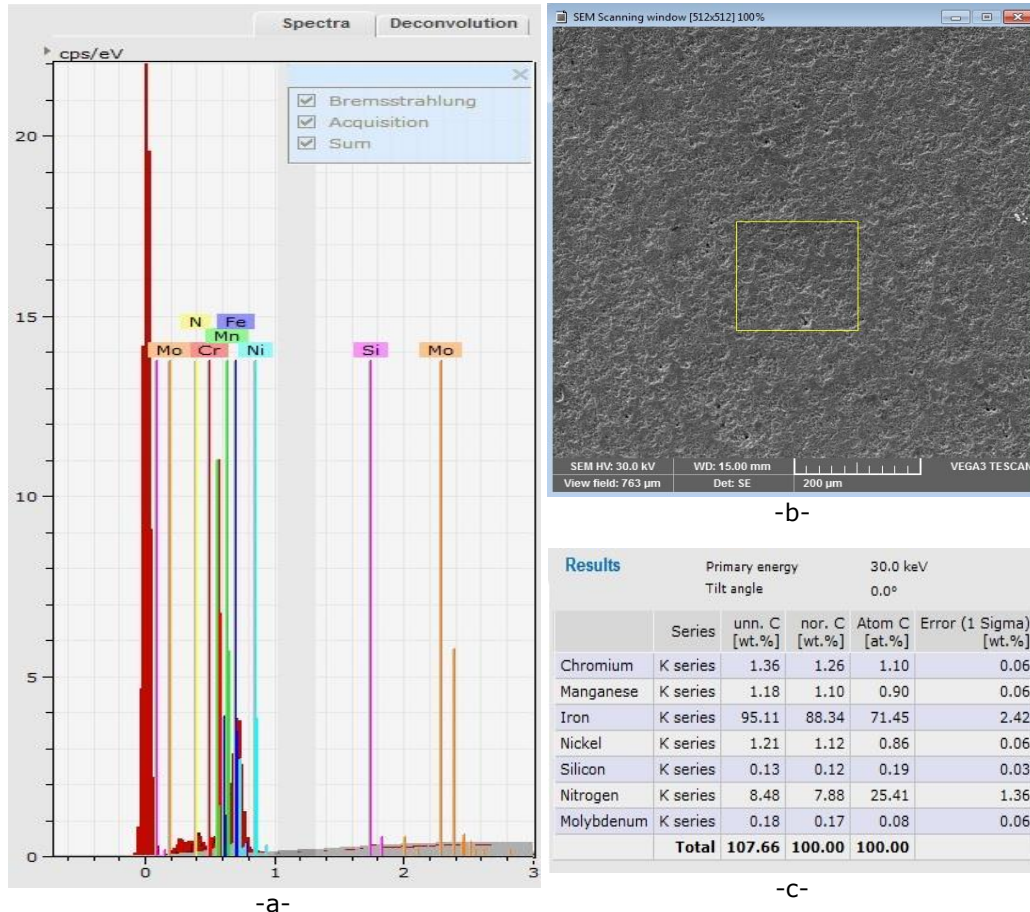 Spectra Deconvolution
cps/eV
Bremsstrahlung
Acquisition
Sum
20
15
10
5
0
N Fe
Mn
Mo Cr Ni Si Mo
0 1 2 3
-a-
SEM Scanning window [512x512] 100%
SEM HV: 30.0 kV WD: 15.00 mm VEGA3 TESCAN
View field: 763 µm Det: SE 200 µm
-b-
Results Primary energy 30.0 keV
Tilt angle 0.0º
Series unn. C nor. C Atom C Error (1 Sigma)
[wt.%] [wt.%] [at.%] [wt.%]
Chromium K series 1.36 1.26 1.10 0.06
Manganese K series 1.18 1.10 0.90 0.06
Iron K series 95.11 88.34 71.45 2.42
Nickel K series 1.21 1.12 0.86 0.06
Silicon K series 0.13 0.12 0.19 0.03
Nitrogen K series 8.48 7.88 25.41 1.36
Molybdenum K series 0.18 0.17 0.08 0.06
Total 107.66 100.00 100.00
-c-